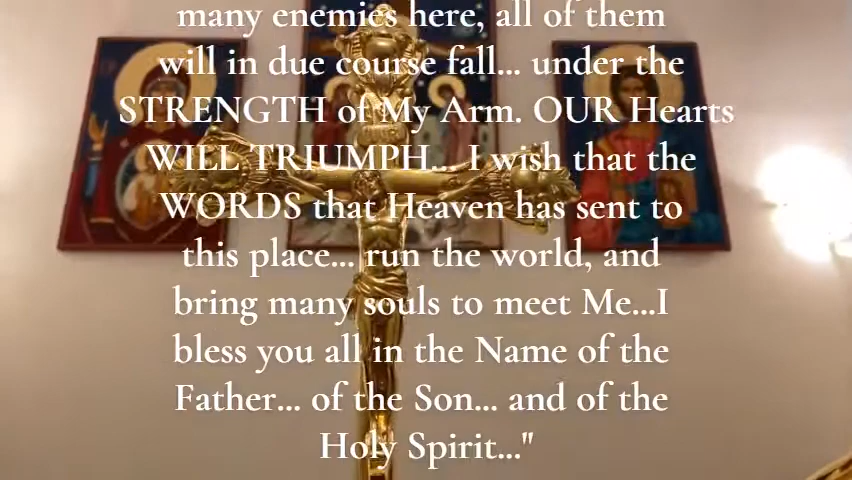 many enemies here, all of them
will in due course fall... under the
STRENGTH of My Arm. OUR Hearts
WILL TRIUMPH... I wish that the
WORDS that Heaven has sent to
this place... run the world, and
bring many souls to meet Me...I
bless you all in the Name of the
Father... of the Son... and of the
Holy Spirit..."